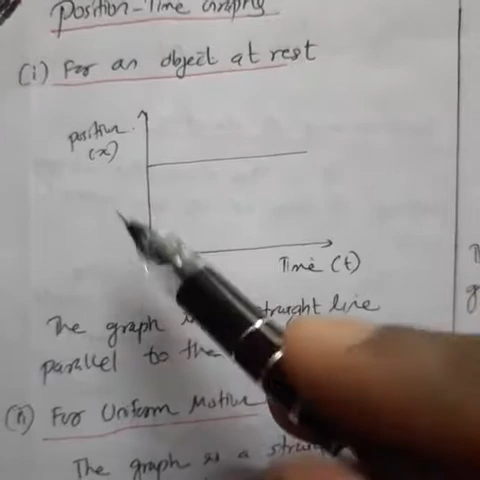 Position-Time Graphs
(i) For an object at rest
position
(x)
Time (t)
The graph straight line
parallel to the
(ii) For Uniform Motion
The graph is a